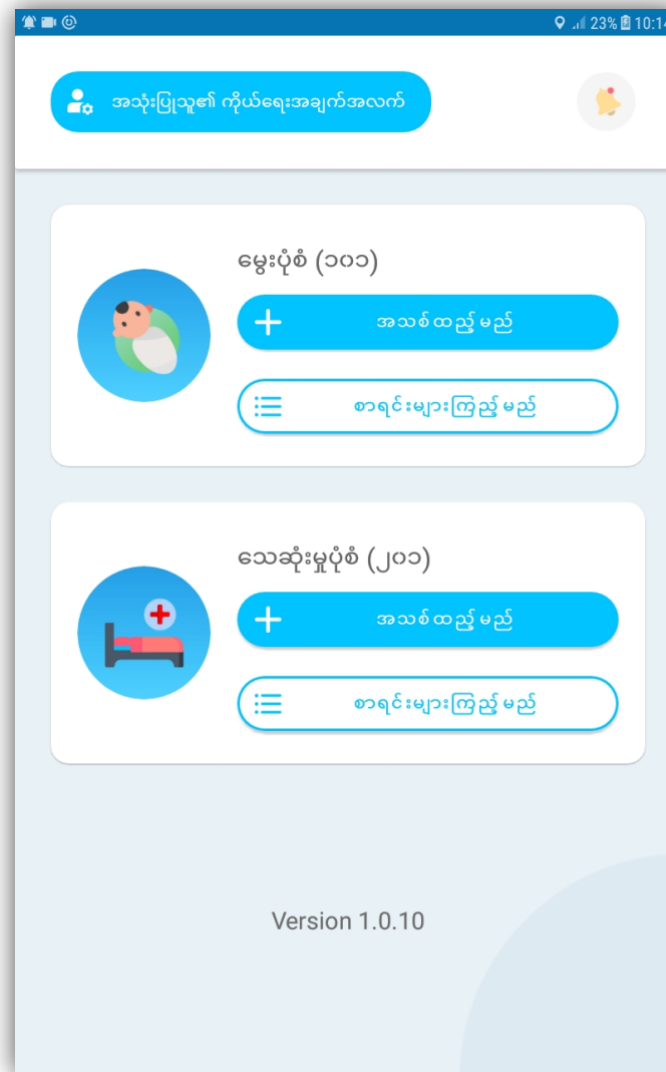 23% 10:14
အသုံးပြုသူ၏ ကိုယ်ရေးအချက်အလက်
မွေးပုံစံ (၁၀၁)
အသစ်ထည့်မည်
စာရင်းများကြည့်မည်
သေဆုံးမှုပုံစံ (၂၀၁)
အသစ်ထည့်မည်
စာရင်းများကြည့်မည်
Version 1.0.10